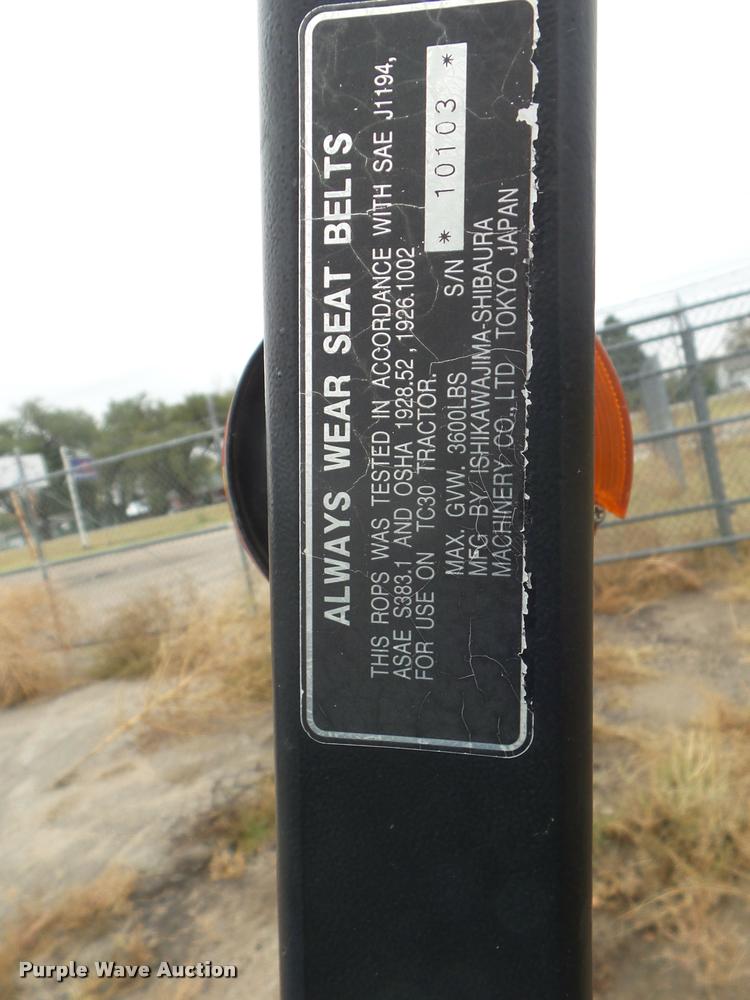 ALWAYS WEAR SEAT BELTS
THIS ROPS WAS TESTED IN ACCORDANCE WITH SAE J1194,
ASAE S383.1 AND OSHA 1928.52 , 1926.1002
FOR USE ON TC30 TRACTOR.
MAX. GVW. 3600LBS S/N * 10103 *
MFG BY ISHIKAWAJIMA-SHIBAURA
MACHINERY CO., LTD. TOKYO JAPAN
Purple Wave Auction